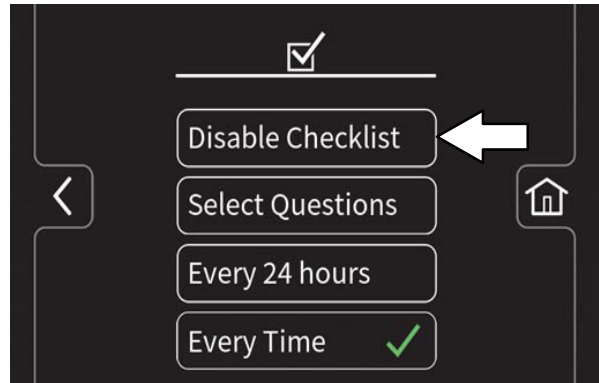 Disable Checklist
Select Questions
Every 24 hours
Every Time